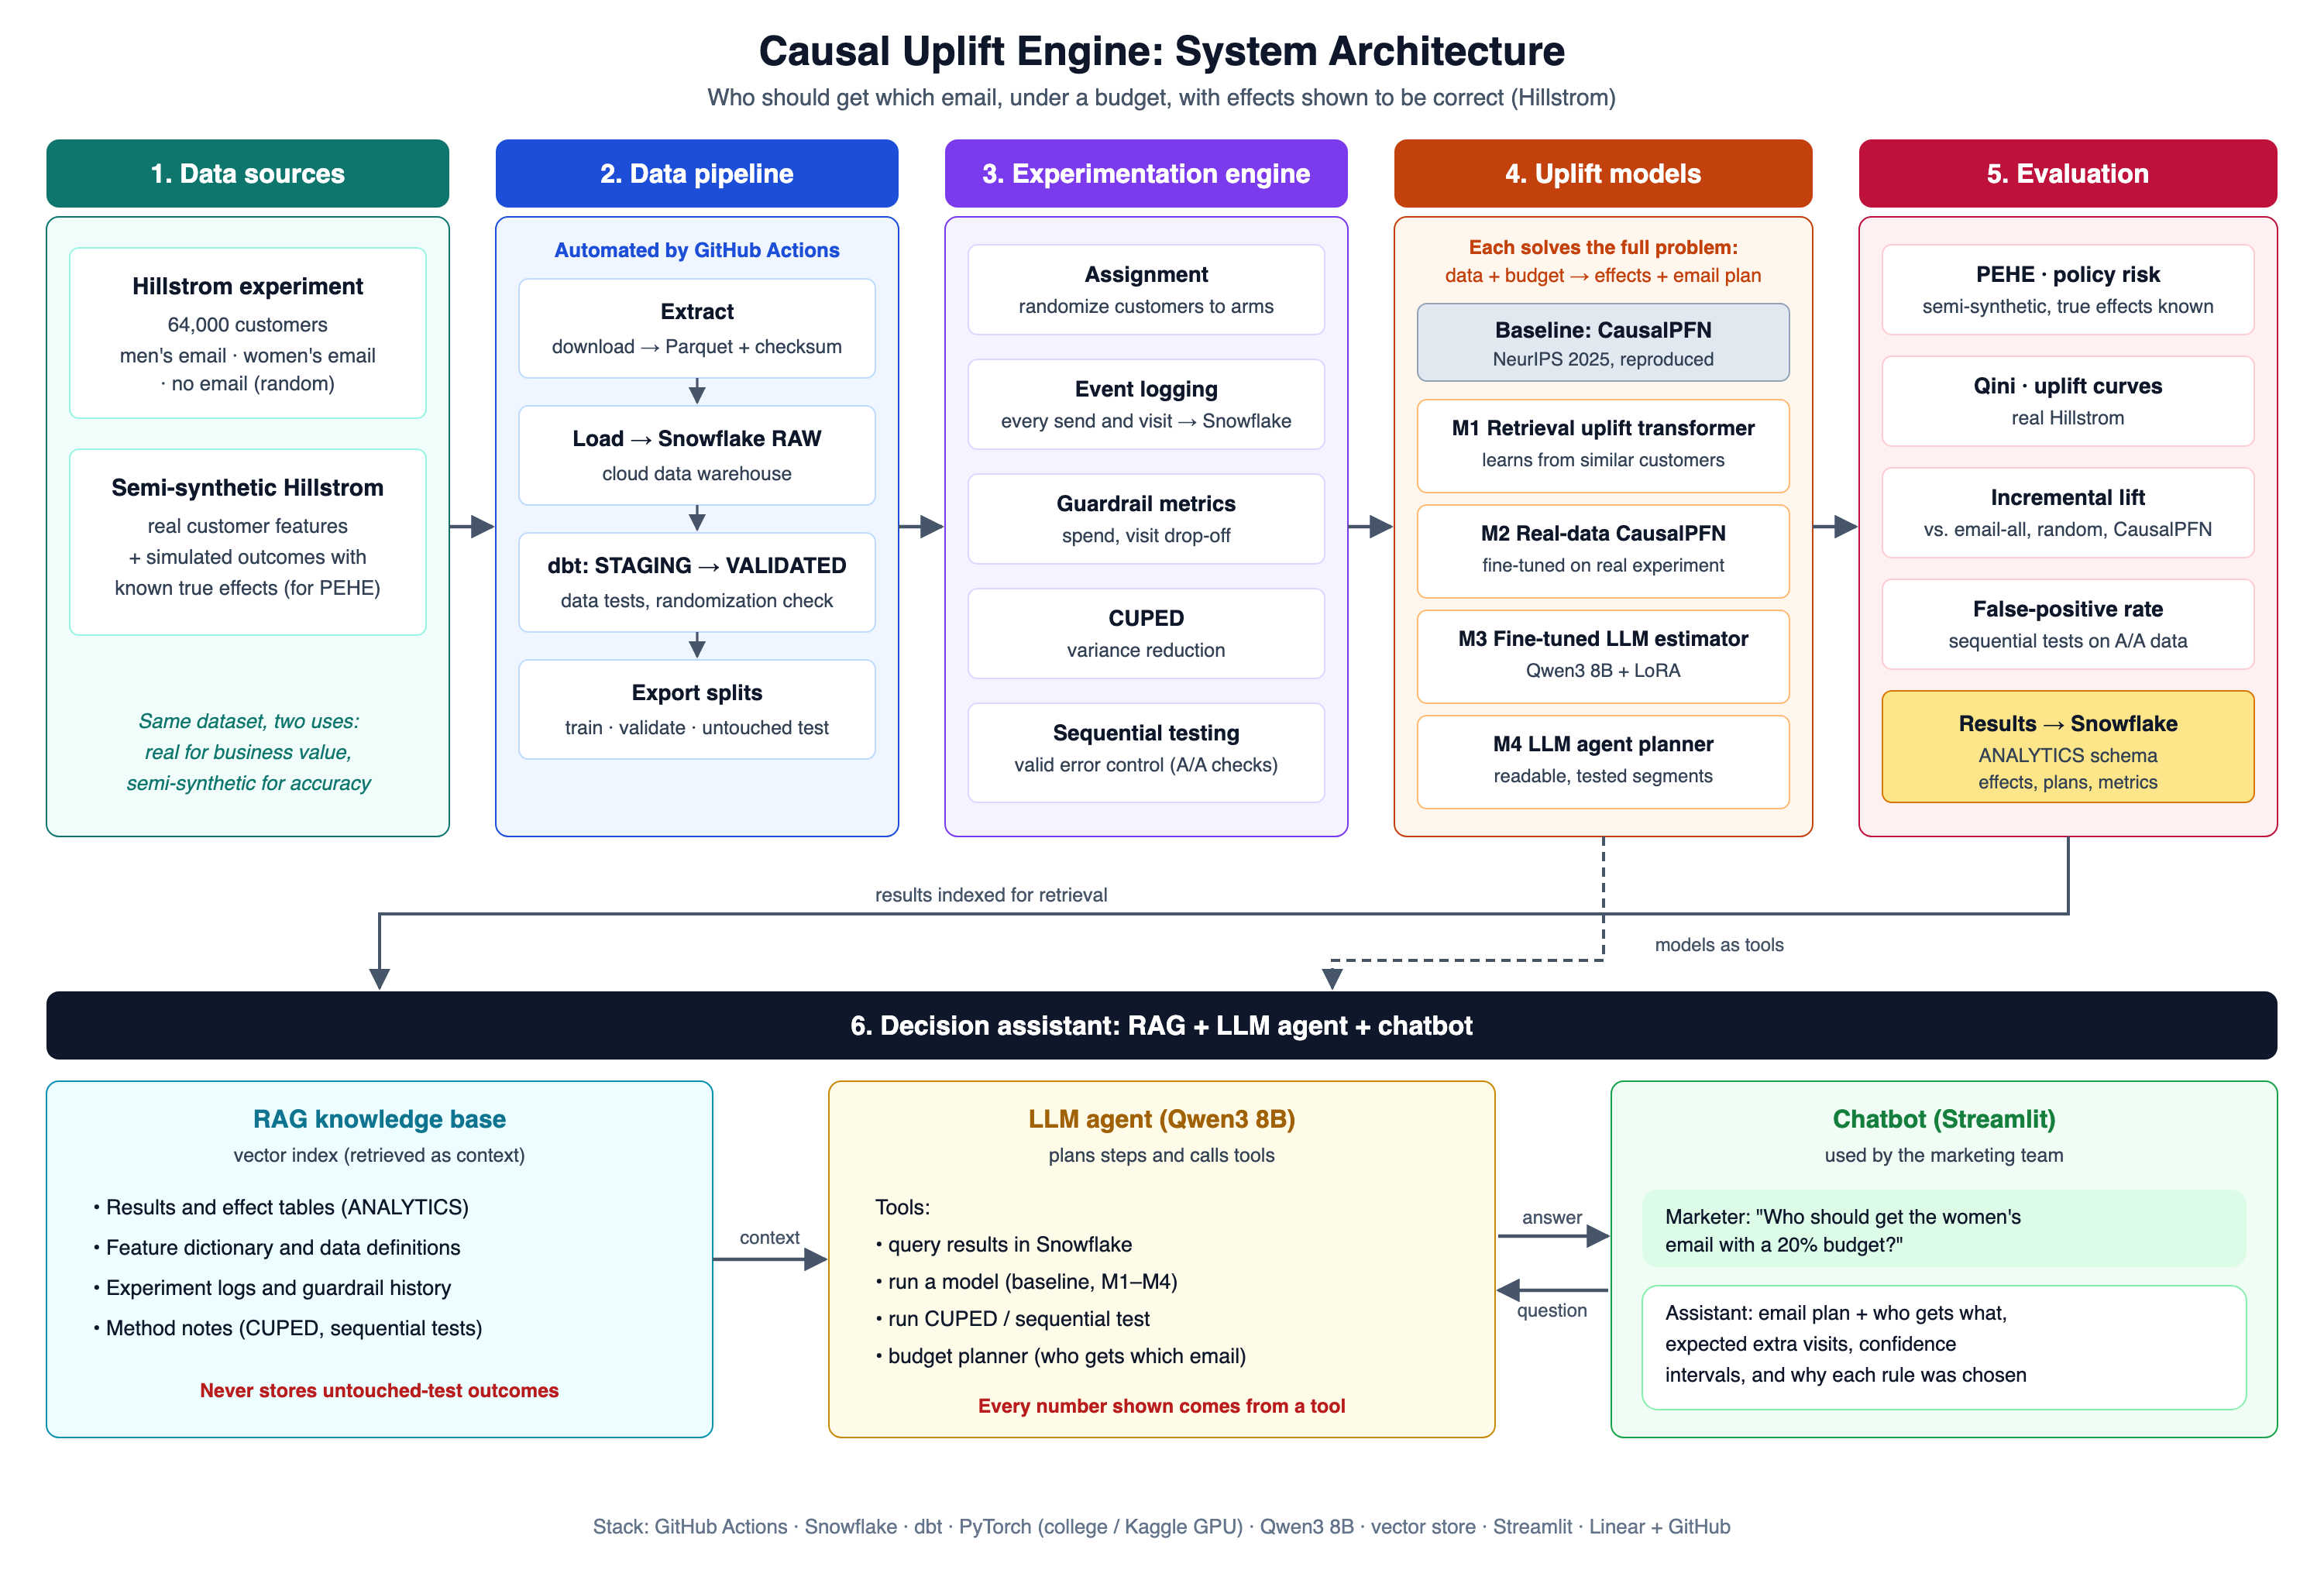 Causal Uplift Engine: System Architecture
Who should get which email, under a budget, with effects shown to be correct (Hillstrom)
1. Data sources
Hillstrom experiment
64,000 customers
men's email · women's email
· no email (random)
Semi-synthetic Hillstrom
real customer features
+ simulated outcomes with
known true effects (for PEHE)
Same dataset, two uses:
real for business value,
semi-synthetic for accuracy
2. Data pipeline
Automated by GitHub Actions
Extract
download → Parquet + checksum
Load → Snowflake RAW
cloud data warehouse
dbt: STAGING → VALIDATED
data tests, randomization check
Export splits
train · validate · untouched test
3. Experimentation engine
Assignment
randomize customers to arms
Event logging
every send and visit → Snowflake
Guardrail metrics
spend, visit drop-off
CUPED
variance reduction
Sequential testing
valid error control (A/A checks)
4. Uplift models
Each solves the full problem:
data + budget → effects + email plan
Baseline: CausalPFN
NeurIPS 2025, reproduced
M1 Retrieval uplift transformer
learns from similar customers
M2 Real-data CausalPFN
fine-tuned on real experiment
M3 Fine-tuned LLM estimator
Qwen3 8B + LoRA
M4 LLM agent planner
readable, tested segments
5. Evaluation
PEHE · policy risk
semi-synthetic, true effects known
Qini · uplift curves
real Hillstrom
Incremental lift
vs. email-all, random, CausalPFN
False-positive rate
sequential tests on A/A data
Results → Snowflake
ANALYTICS schema
effects, plans, metrics
results indexed for retrieval
models as tools
6. Decision assistant: RAG + LLM agent + chatbot
RAG knowledge base
vector index (retrieved as context)
• Results and effect tables (ANALYTICS)
• Feature dictionary and data definitions
• Experiment logs and guardrail history
• Method notes (CUPED, sequential tests)
Never stores untouched-test outcomes
context
LLM agent (Qwen3 8B)
plans steps and calls tools
Tools:
• query results in Snowflake
• run a model (baseline, M1–M4)
• run CUPED / sequential test
• budget planner (who gets which email)
Every number shown comes from a tool
answer
question
Chatbot (Streamlit)
used by the marketing team
Marketer: "Who should get the women's
email with a 20% budget?"
Assistant: email plan + who gets what,
expected extra visits, confidence
intervals, and why each rule was chosen
Stack: GitHub Actions · Snowflake · dbt · PyTorch (college / Kaggle GPU) · Qwen3 8B · vector store · Streamlit · Linear + GitHub